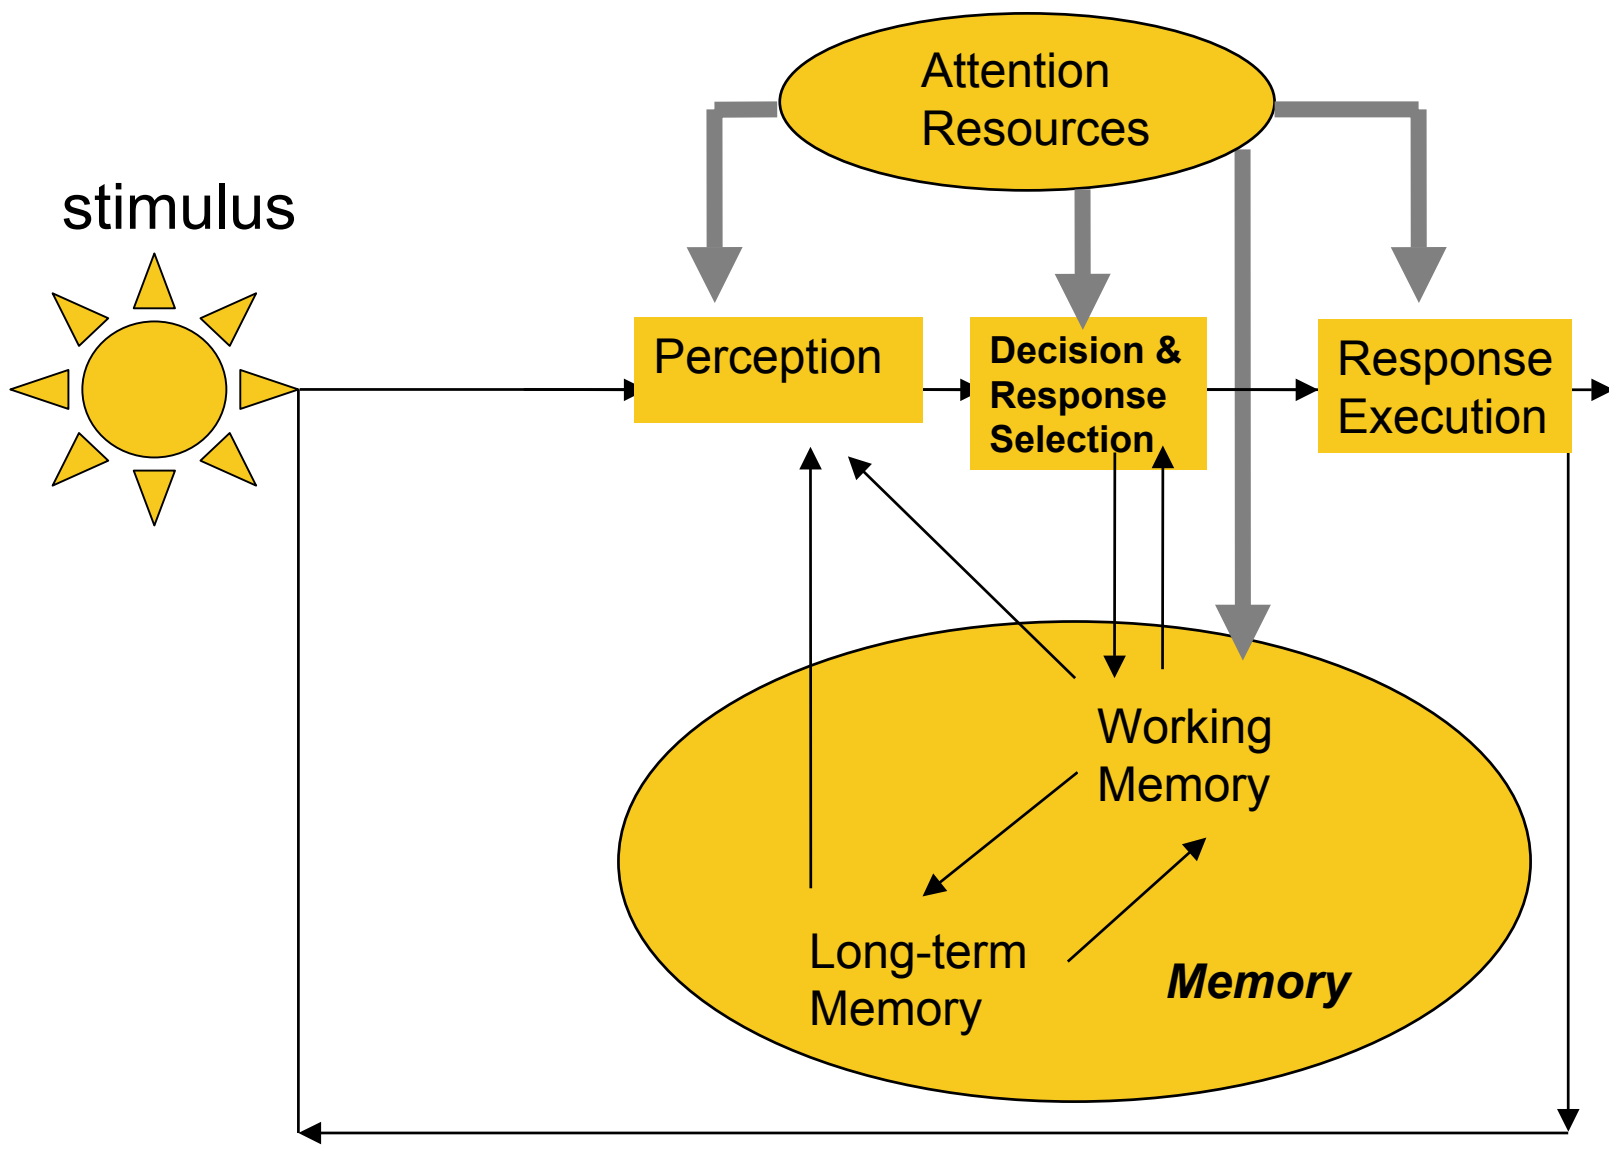 Attention
Resources
stimulus
Perception
Decision &
Response
Selection
Response
Execution
Working
Memory
Long-term
Memory
Memory